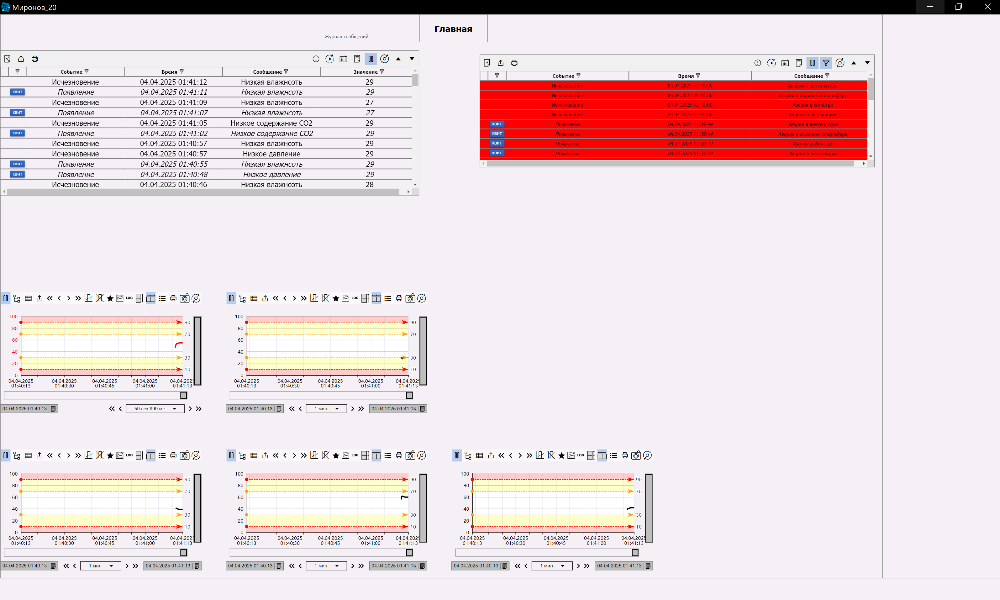 Миронов_20
Главная
Журнал сообщений
Событие Время Сообщение Значение
Исчезновение 04.04.2025 01:41:12 Низкая влажнсоть 29
КВИТ Появление 04.04.2025 01:41:11 Низкая влажнсоть 29
Исчезновение 04.04.2025 01:41:09 Низкая влажнсоть 27
КВИТ Появление 04.04.2025 01:41:07 Низкая влажнсоть 27
Исчезновение 04.04.2025 01:41:05 Низкое содержание СО2 29
КВИТ Появление 04.04.2025 01:41:02 Низкое содержание СО2 29
Исчезновение 04.04.2025 01:40:57 Низкая влажнсоть 29
Исчезновение 04.04.2025 01:40:57 Низкое давление 29
КВИТ Появление 04.04.2025 01:40:55 Низкая влажнсоть 29
КВИТ Появление 04.04.2025 01:40:48 Низкое давление 29
Исчезновение 04.04.2025 01:40:46 Низкая влажнсоть 28
Событие Время Сообщение
Исчезновение 04.04.2025 01:40:00 Авария в вентиляторе
Исчезновение 04.04.2025 01:40:00 Авария в водяном калорифере
Исчезновение 04.04.2025 01:40:00 Авария в фильтре
Исчезновение 04.04.2025 01:40:00 Авария в вентилиции
КВИТ Появление 04.04.2025 01:39:44 Авария в вентиляторе
КВИТ Появление 04.04.2025 01:39:44 Авария в водяном калорифере
КВИТ Появление 04.04.2025 01:39:44 Авария в фильтре
КВИТ Появление 04.04.2025 01:39:44 Авария в вентилиции
LOG
100
90
80
70
60
40
30
20
10
0
04.04.2025 04.04.2025 04.04.2025 04.04.2025 04.04.2025
01:40:13 01:40:30 01:40:45 01:41:00 01:41:13
04.04.2025 01:40:13 59 сек 999 мс
LOG
100
90
80
70
60
40
30
20
10
0
04.04.2025 04.04.2025 04.04.2025 04.04.2025 04.04.2025
01:40:13 01:40:30 01:40:45 01:41:00 01:41:13
04.04.2025 01:40:13 1 мин 04.04.2025 01:41:13
LOG
100
90
80
70
60
40
30
20
10
0
04.04.2025 04.04.2025 04.04.2025 04.04.2025 04.04.2025
01:40:13 01:40:30 01:40:45 01:41:00 01:41:13
04.04.2025 01:40:13 1 мин 04.04.2025 01:41:13
LOG
100
90
80
70
60
40
30
20
10
0
04.04.2025 04.04.2025 04.04.2025 04.04.2025 04.04.2025
01:40:13 01:40:30 01:40:45 01:41:00 01:41:13
04.04.2025 01:40:13 1 мин 04.04.2025 01:41:13
LOG
100
90
80
70
60
40
30
20
10
0
04.04.2025 04.04.2025 04.04.2025 04.04.2025 04.04.2025
01:40:13 01:40:30 01:40:45 01:41:00 01:41:13
04.04.2025 01:40:13 1 мин 04.04.2025 01:41:13